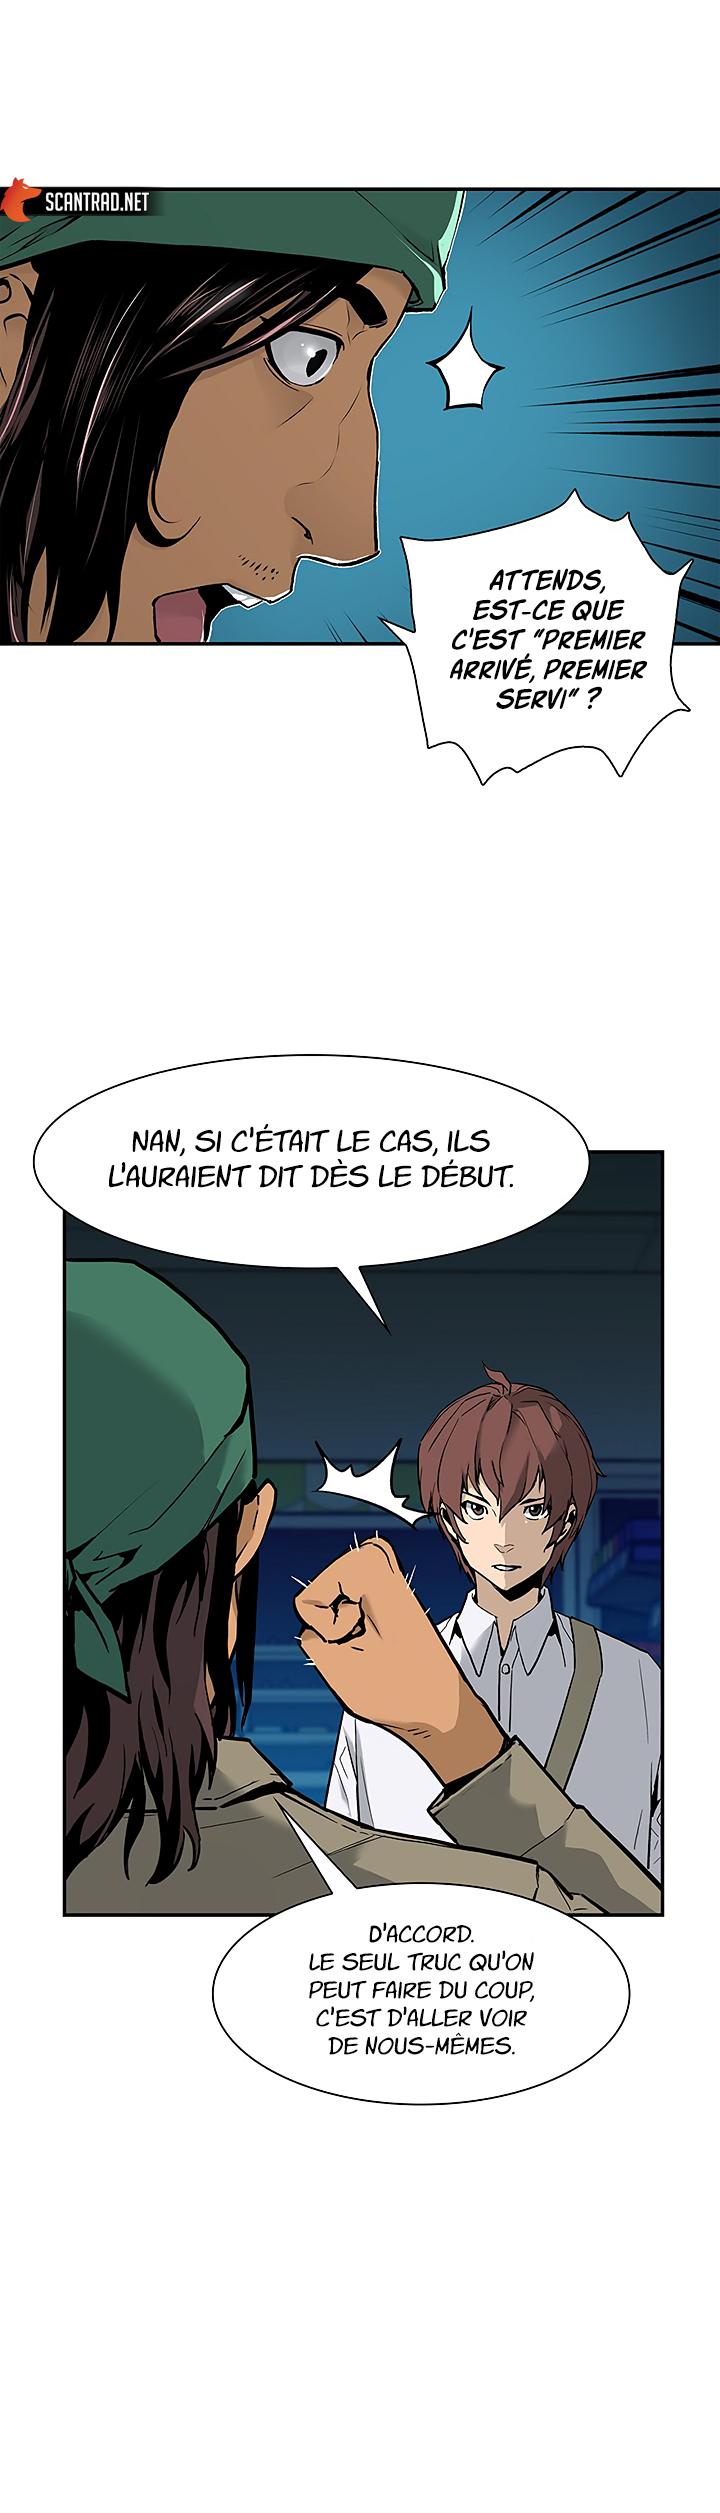 SCANTRAD.NET
ATTENDS,
EST-CE QUE
C'EST "PREMIER
ARRIVÉ, PREMIER
SERVI" ?
NAN, SI C'ÉTAIT LE CAS, ILS
L'AURAIENT DIT DÈS LE DÉBUT.
D'ACCORD.
LE SEUL TRUC QU'ON
PEUT FAIRE DU COUP,
C'EST D'ALLER VOIR
DE NOUS-MÊMES.